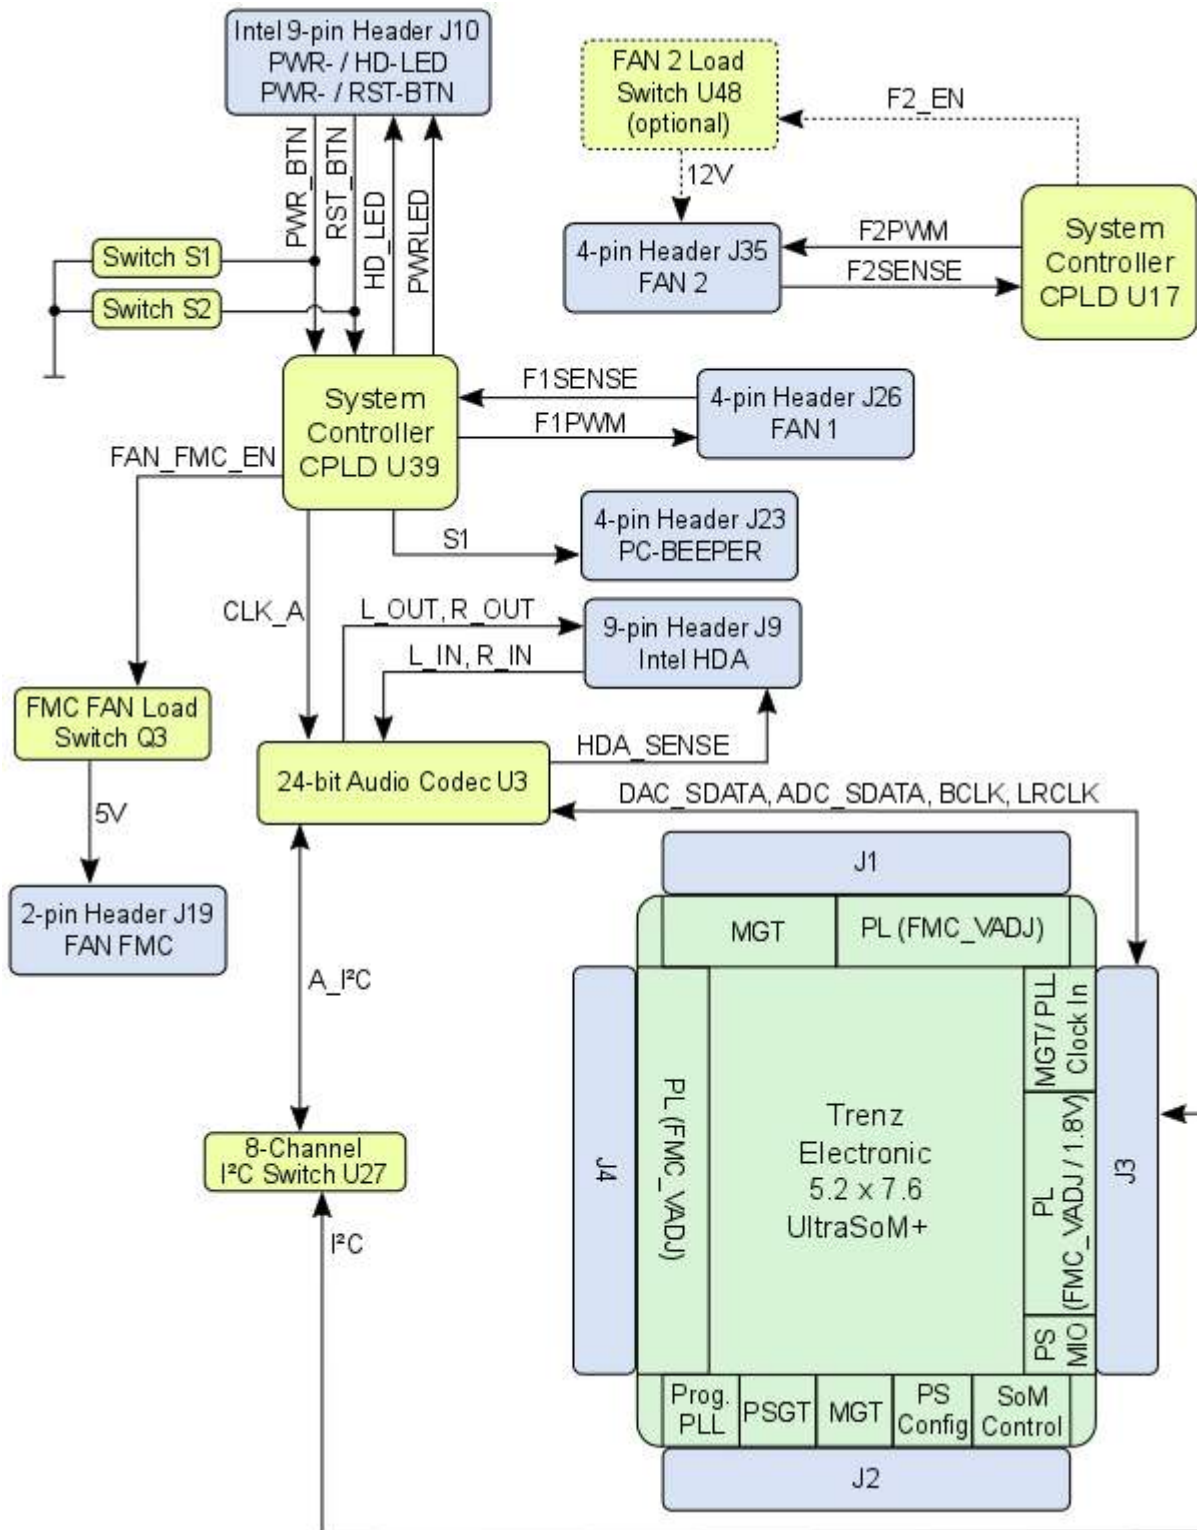 Intel 9-pin Header J10
PWR- / HD-LED
PWR- / RST-BTN
FAN 2 Load
Switch U48
(optional)
F2_EN
12V
PWR_BTN
RST_BTN
HD_LED
PWRLED
4-pin Header J35
FAN 2
F2PWM
F2SENSE
System
Controller
CPLD U17
Switch S1
Switch S2
System
Controller
CPLD U39
F1SENSE
F1PWM
4-pin Header J26
FAN 1
FAN_FMC_EN
S1
4-pin Header J23
PC-BEEPER
CLK_A
L_OUT, R_OUT
L_IN, R_IN
9-pin Header J9
Intel HDA
FMC FAN Load
Switch Q3
HDA_SENSE
24-bit Audio Codec U3
DAC_SDATA, ADC_SDATA, BCLK, LRCLK
5V
2-pin Header J19
FAN FMC
J1
MGT
PL (FMC_VADJ)
A_I²C
MGT/ PLL
Clock In
PL (FMC_VADJ)
Trenz
Electronic
5.2 x 7.6
UltraSoM+
PL
(FMC_VADJ / 1.8V)
J4
J3
8-Channel
I²C Switch U27
I²C
PS
MIO
Prog.
PLL
PSGT
MGT
PS
Config
SoM
Control
J2